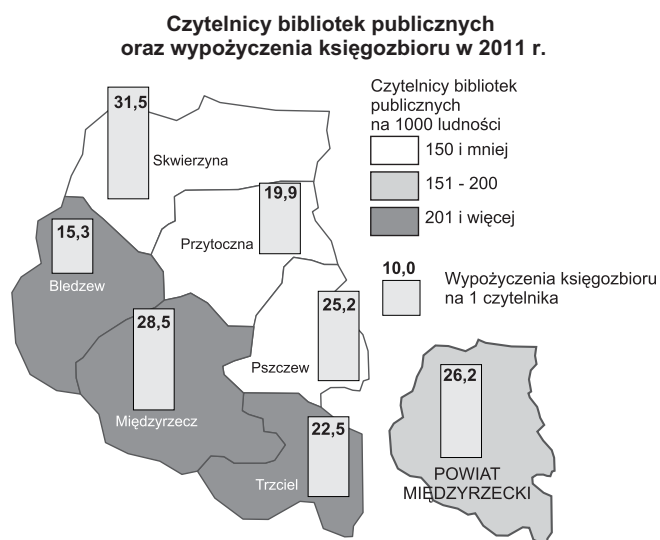 Czytelnicy bibliotek publicznych
oraz wypożyczenia księgozbioru w 2011 r.
Czytelnicy bibliotek
publicznych
na 1000 ludności
150 i mniej
151 - 200
201 i więcej
10,0
Wypożyczenia księgozbioru
na 1 czytelnika
31,5
Skwierzyna
19,9
Przytoczna
15,3
Bledzew
28,5
Międzyrzecz
25,2
Pszczew
22,5
Trzciel
26,2
POWIAT
MIĘDZYRZECKI